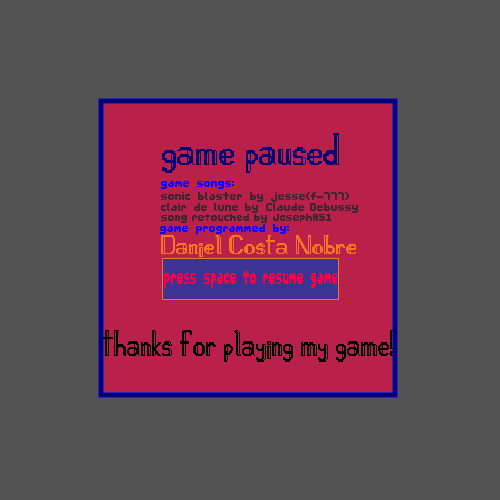 game paused
game songs:
sonic blaster by jesse(f-777)
clair de lune by Claude Debussy
song retouched by JosephA51
game programmed by:
Daniel Costa Nobre
press space to resume game
thanks for playing my game!